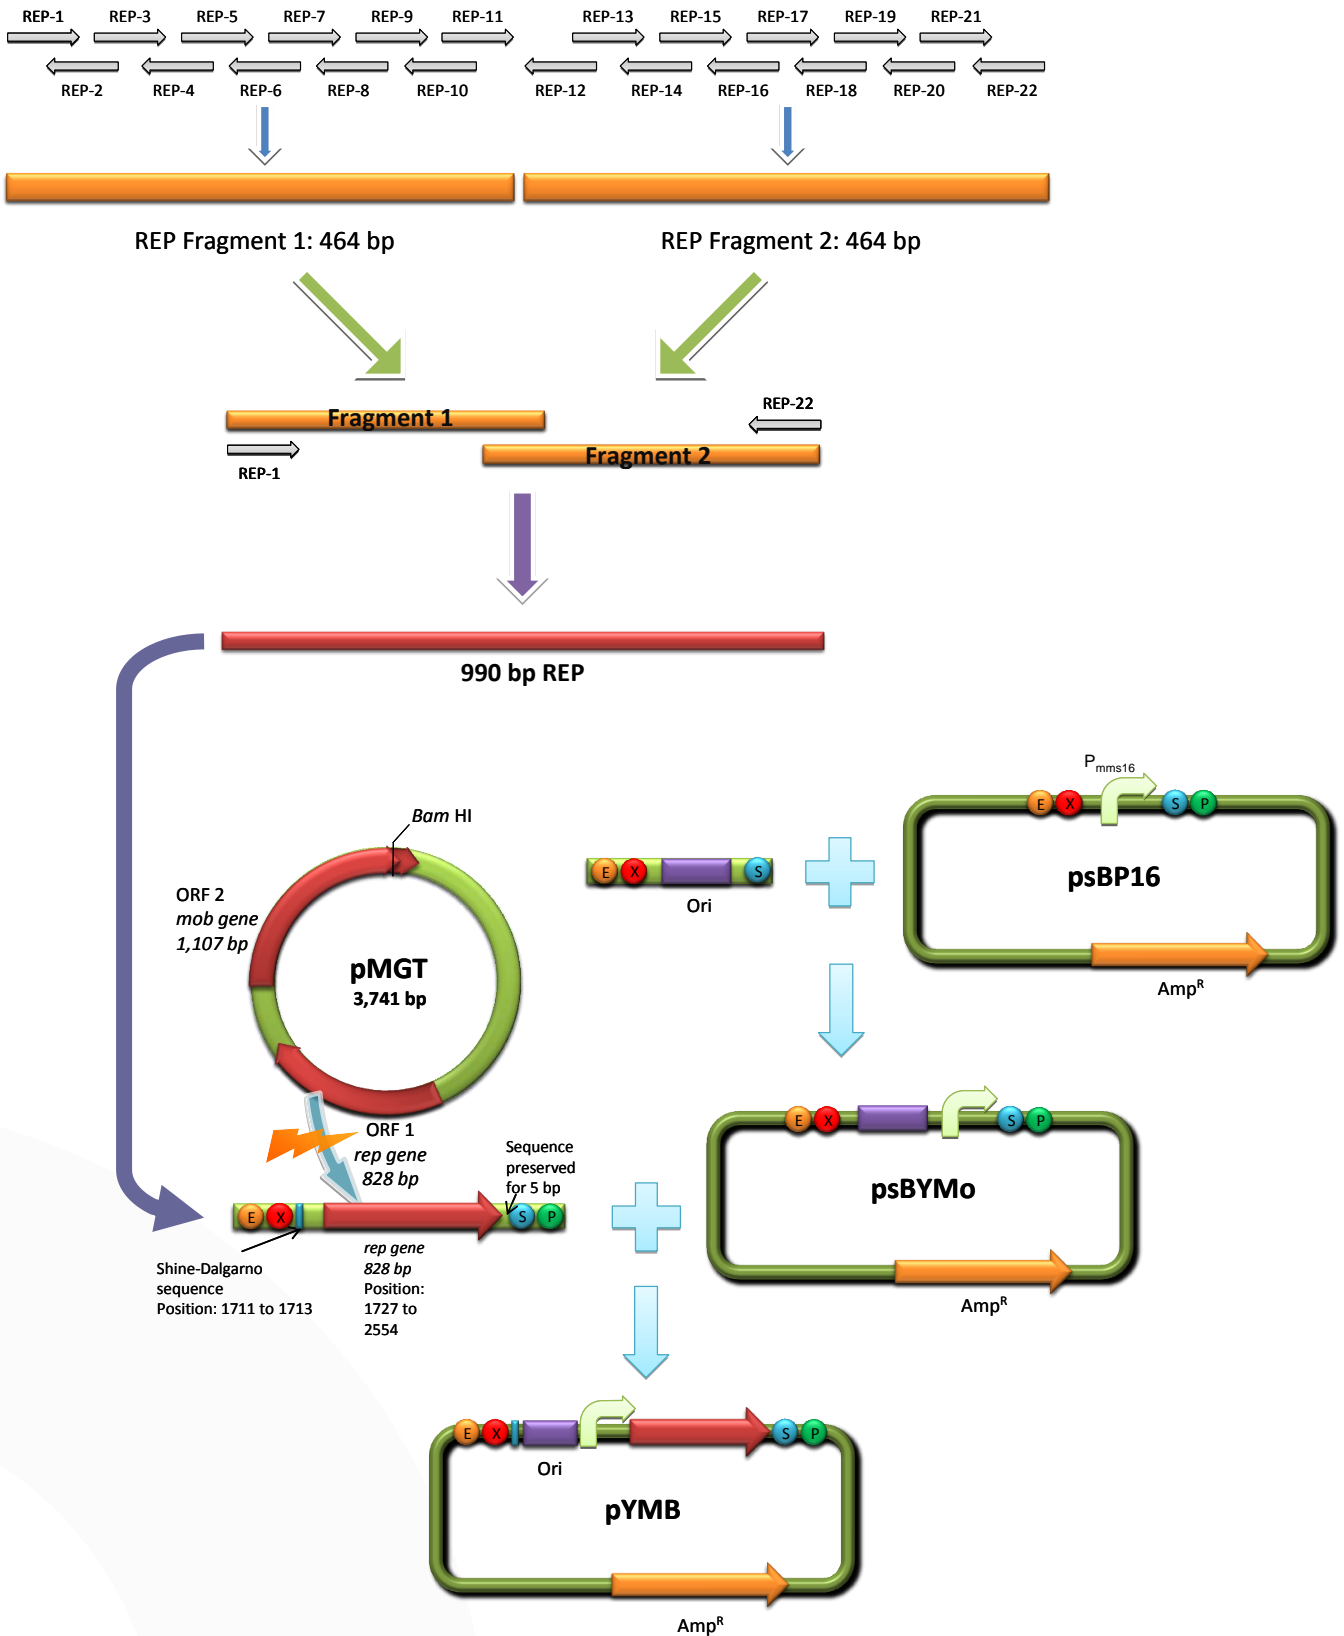 REP-1 REP-3 REP-5 REP-7 REP-9 REP-11 REP-13 REP-15 REP-17 REP-19 REP-21
REP-2 REP-4 REP-6 REP-8 REP-10 REP-12 REP-14 REP-16 REP-18 REP-20 REP-22
REP Fragment 1: 464 bp
REP Fragment 2: 464 bp
Fragment 1
REP-22
REP-1
Fragment 2
990 bp REP
Pmms16
E X S P
psBP16
AmpR
Bam HI
ORF 2
mob gene
1,107 bp
pMGT
3,741 bp
E X S
Ori
ORF 1
rep gene
828 bp
Sequence
preserved
for 5 bp
E X S P
Shine-Dalgarno
sequence
Position: 1711 to 1713
rep gene
828 bp
Position:
1727 to
2554
E X S P
psBYMo
AmpR
E X S P
Ori
pYMB
AmpR